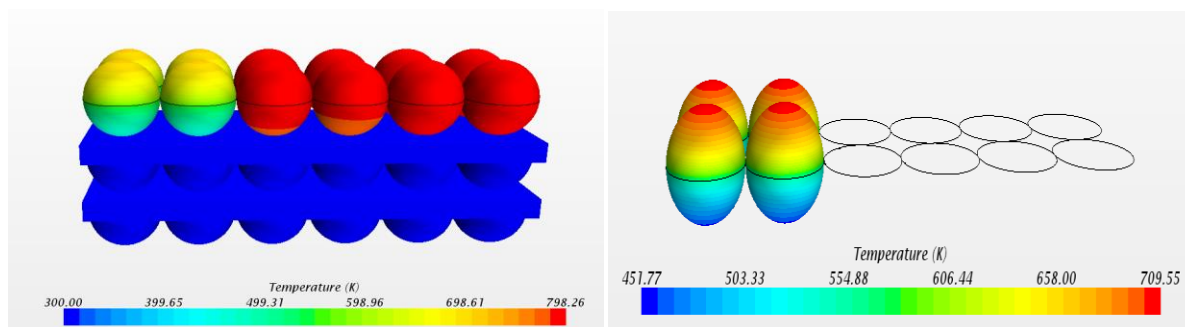 Temperature (K)
300.00 399.65 499.31 598.96 698.61 798.26
Temperature (K)
451.77 503.33 554.88 606.44 658.00 709.55